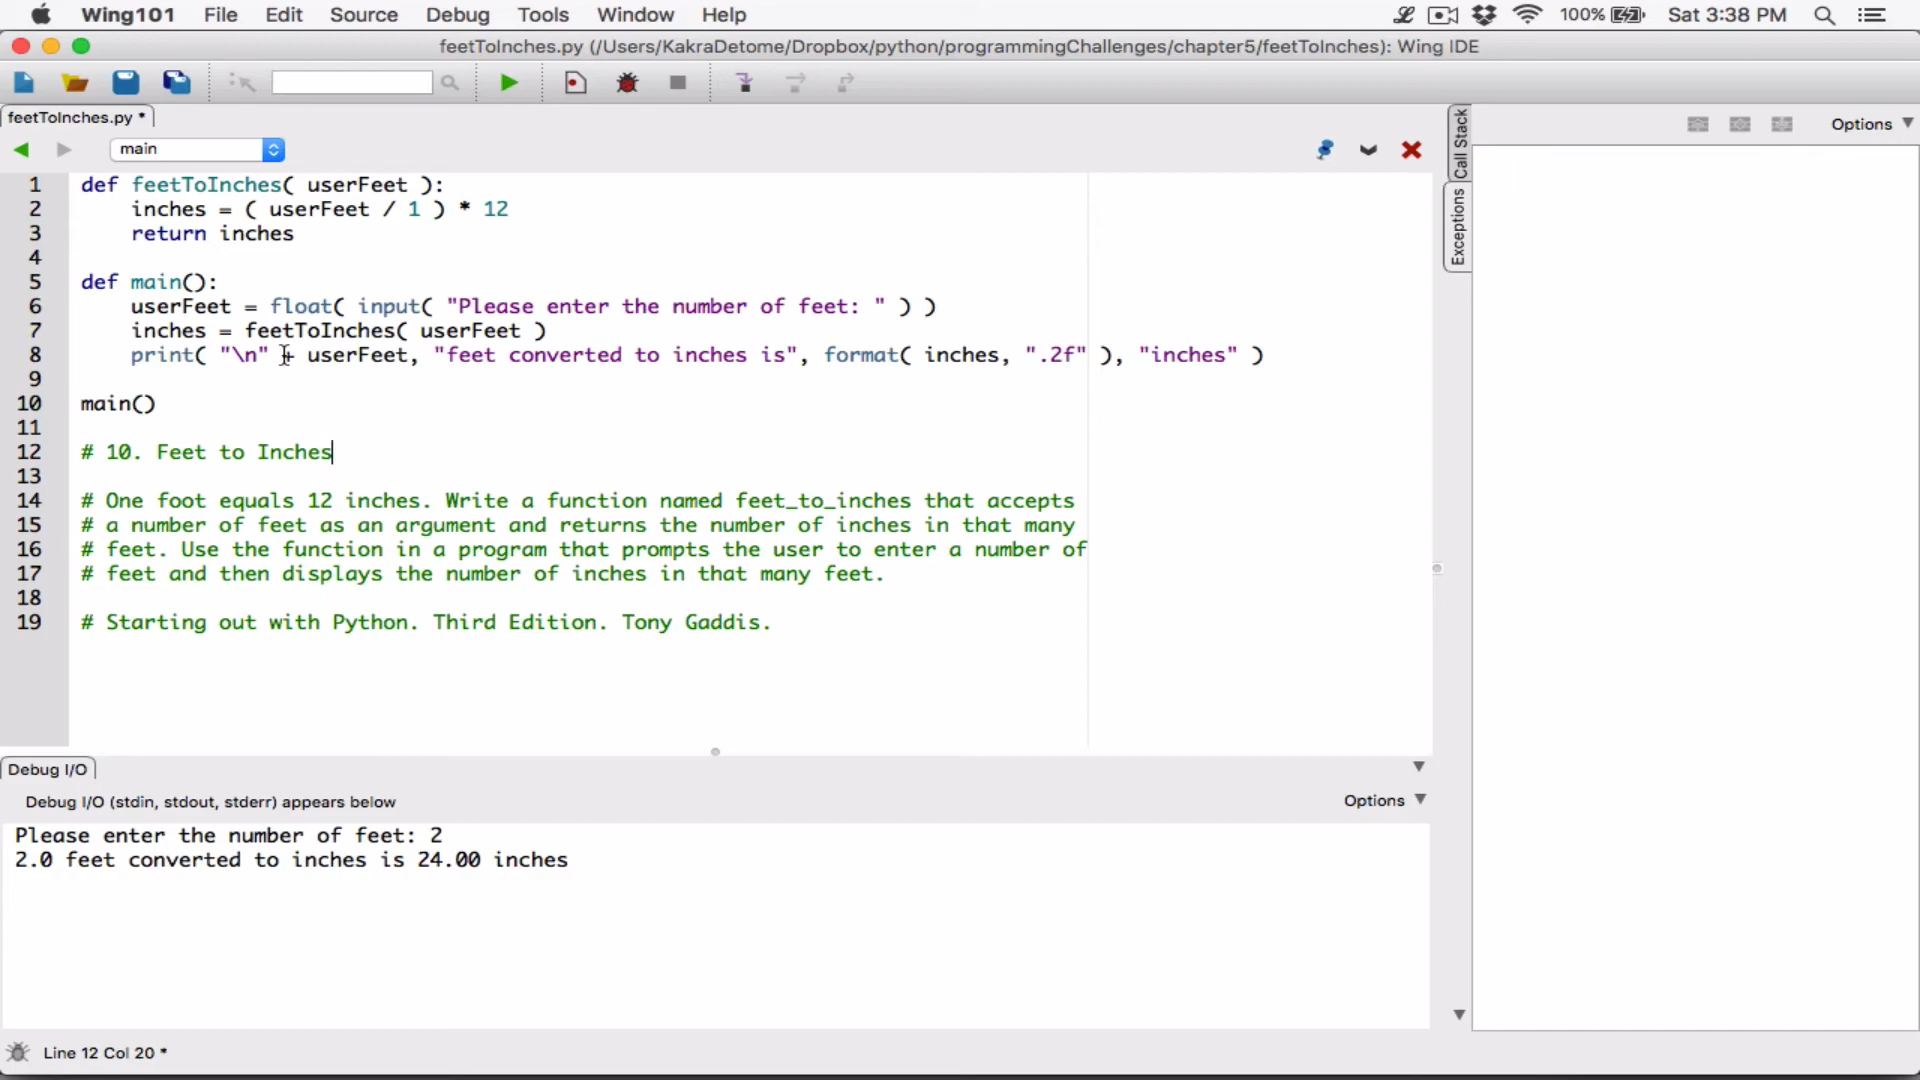 Wing101 File Edit Source Debug Tools Window Help 100% Sat 3:38 PM
feetToInches.py (/Users/KakraDetome/Dropbox/python/programmingChallenges/chapter5/feetToInches): Wing IDE
feetToInches.py *
main
Options
Call Stack
Exceptions
1 def feetToInches( userFeet ):
2 inches = ( userFeet / 1 ) * 12
3 return inches
4
5 def main():
6 userFeet = float( input( "Please enter the number of feet: " ) )
7 inches = feetToInches( userFeet )
8 print( "\n" + userFeet, "feet converted to inches is", format( inches, ".2f" ), "inches" )
9
10 main()
11
12 # 10. Feet to Inches
13
14 # One foot equals 12 inches. Write a function named feet_to_inches that accepts
15 # a number of feet as an argument and returns the number of inches in that many
16 # feet. Use the function in a program that prompts the user to enter a number of
17 # feet and then displays the number of inches in that many feet.
18
19 # Starting out with Python. Third Edition. Tony Gaddis.
Debug I/O
Debug I/O (stdin, stdout, stderr) appears below Options
Please enter the number of feet: 2
2.0 feet converted to inches is 24.00 inches
Line 12 Col 20 *